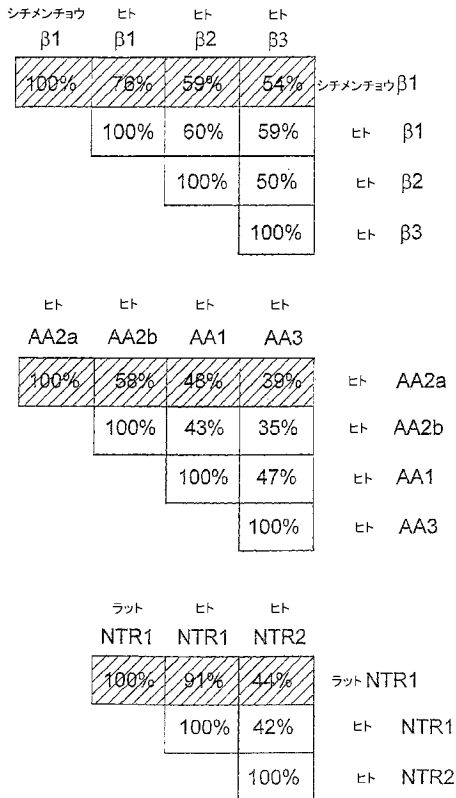 シチメンチョウ ヒト ヒト ヒト
β1 β1 β2 β3
100% 76% 59% 54% シチメンチョウβ1
100% 60% 59% ヒト β1
100% 50% ヒト β2
100% ヒト β3
ヒト ヒト ヒト ヒト
AA2a AA2b AA1 AA3
100% 58% 48% 39% ヒト AA2a
100% 43% 35% ヒト AA2b
100% 47% ヒト AA1
100% ヒト AA3
ラット ヒト ヒト
NTR1 NTR1 NTR2
100% 91% 44% ラット NTR1
100% 42% ヒト NTR1
100% ヒト NTR2